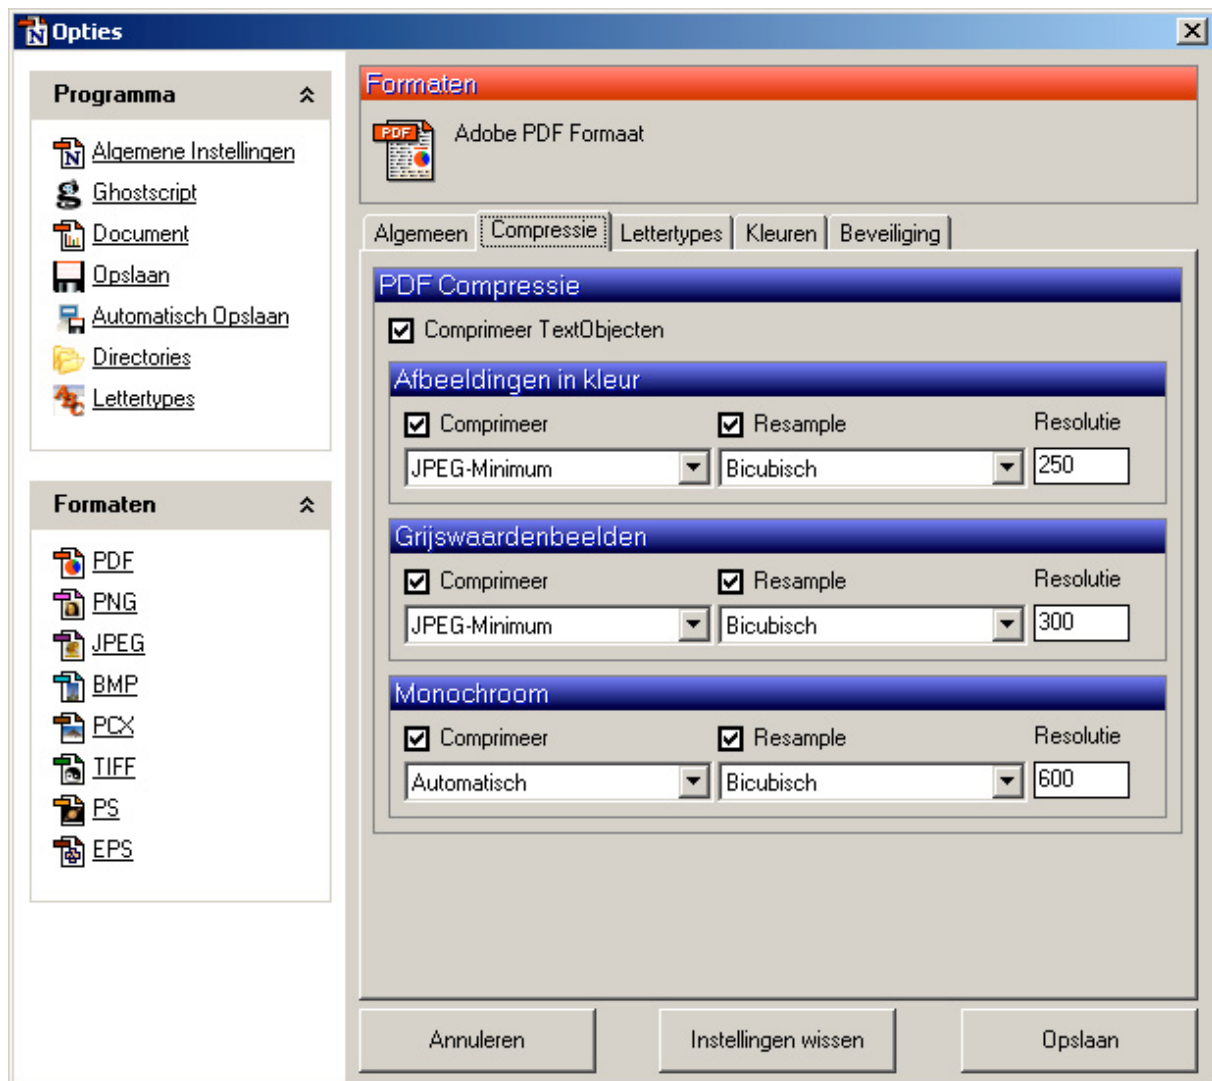 Opties
Programma
Algemene Instellingen
Ghostscript
Document
Opslaan
Automatisch Opslaan
Directories
Lettertypes
Formaten
PDF
PNG
JPEG
BMP
PCX
TIFF
PS
EPS
Formaten
PDF
Adobe PDF Formaat
Algemeen Compressie Lettertypes Kleuren Beveiliging
PDF Compressie
Comprimeer TextObjecten
Afbeeldingen in kleur
Comprimeer Resample Resolutie
JPEG-Minimum Bicubisch 250
Grijswaardenbeelden
Comprimeer Resample Resolutie
JPEG-Minimum Bicubisch 300
Monochroom
Comprimeer Resample Resolutie
Automatisch Bicubisch 600
Annuleren Instellingen wissen Opslaan